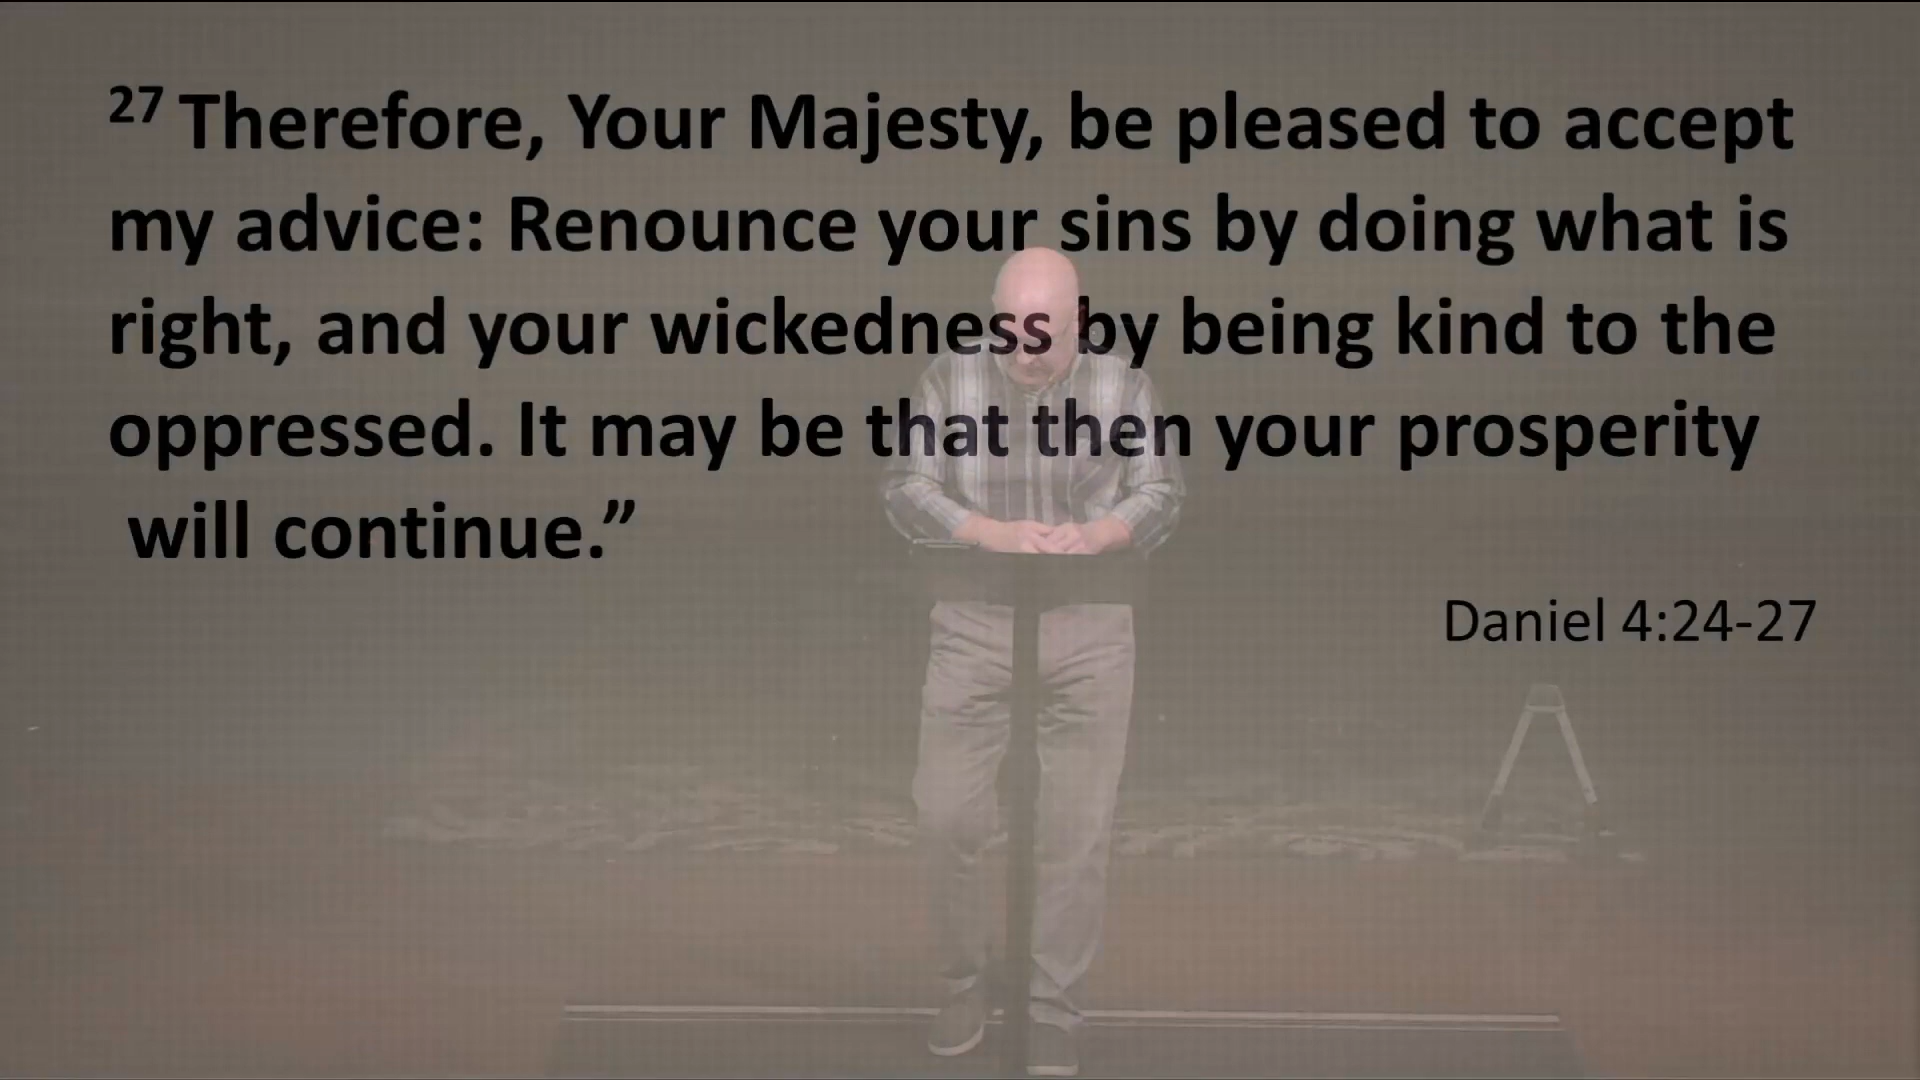 27 Therefore, Your Majesty, be pleased to accept
my advice: Renounce your sins by doing what is
right, and your wickedness by being kind to the
oppressed. It may be that then your prosperity
will continue.”
Daniel 4:24-27